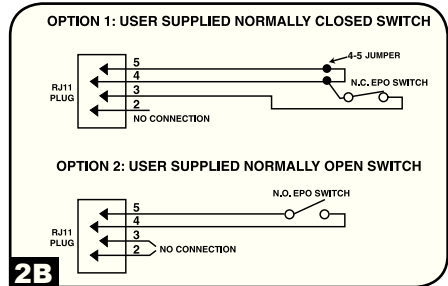 OPTION 1: USER SUPPLIED NORMALLY CLOSED SWITCH
5
4-5 JUMPER
4
RJ11
PLUG
3
N.C. EPO SWITCH
2
NO CONNECTION
OPTION 2: USER SUPPLIED NORMALLY OPEN SWITCH
N.O. EPO SWITCH
5
4
RJ11
PLUG
3
2
NO CONNECTION
2B